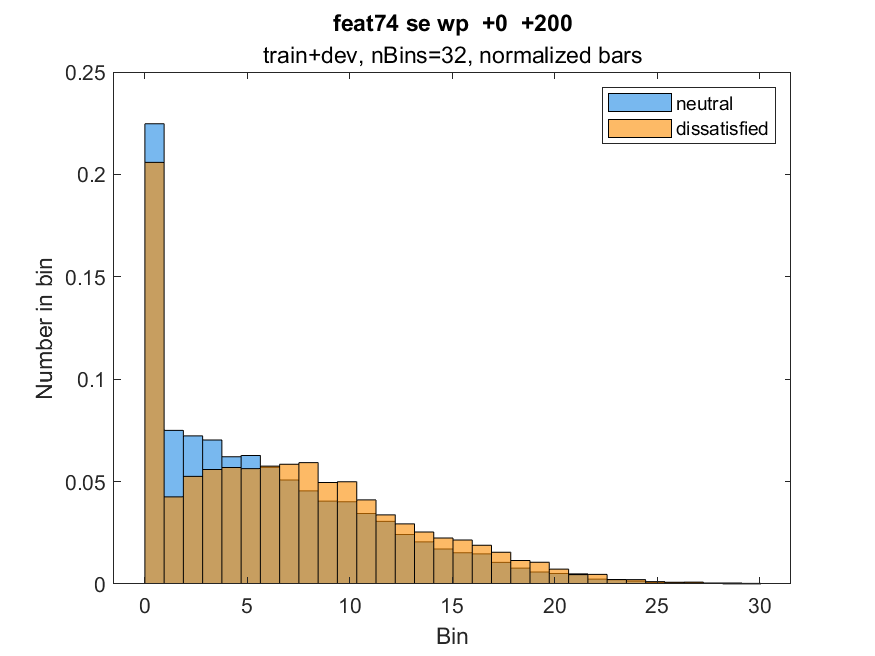 feat74 se wp  +0  +200
train+dev, nBins=32, normalized bars
0.25
0.2
0.15
0.1
0.05
0
Number in bin
neutral
dissatisfied
0 5 10 15 20 25 30
Bin